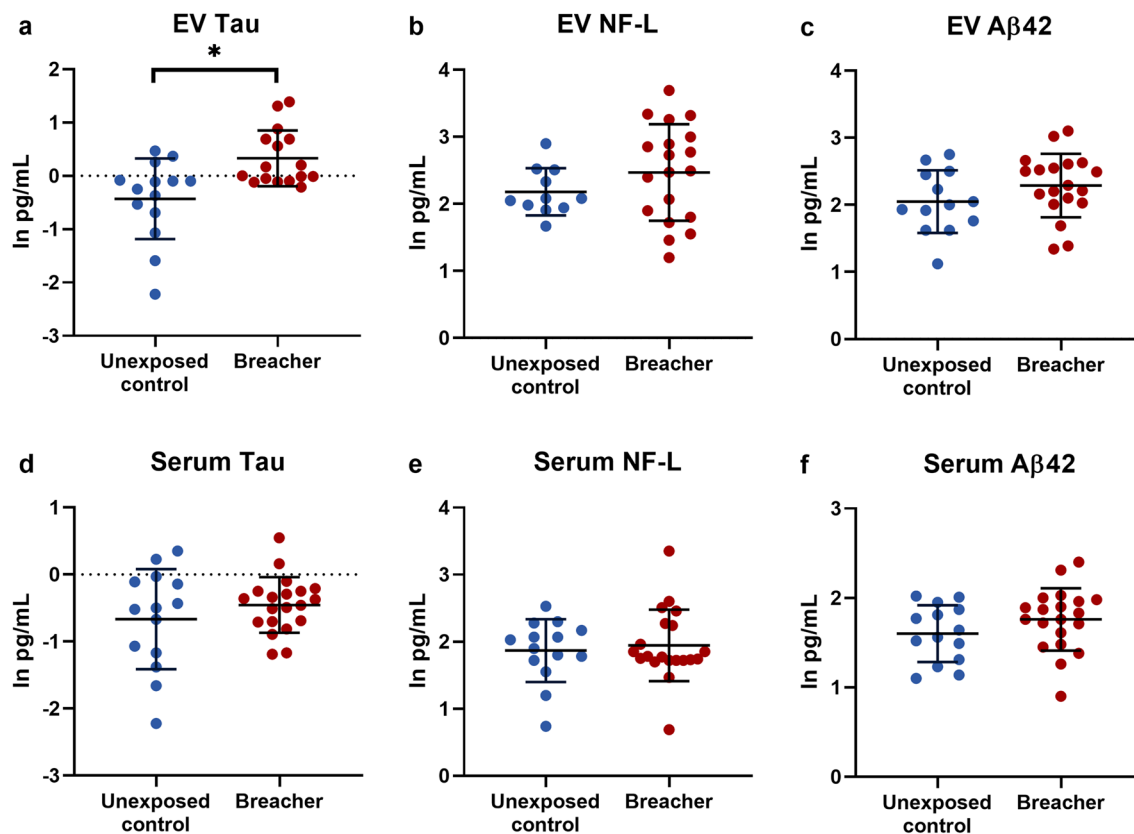 a
EV Tau
*
ln pg/mL
2
1
0
-1
-2
-3
Unexposed
control
Breacher
b
EV NF-L
ln pg/mL
4
3
2
1
0
Unexposed
control
Breacher
c
EV Aβ42
ln pg/mL
4
3
2
1
0
Unexposed
control
Breacher
d
Serum Tau
ln pg/mL
1
0
-1
-2
-3
Unexposed
control
Breacher
e
Serum NF-L
ln pg/mL
4
3
2
1
0
Unexposed
control
Breacher
f
Serum Aβ42
ln pg/mL
3
2
1
0
Unexposed
control
Breacher